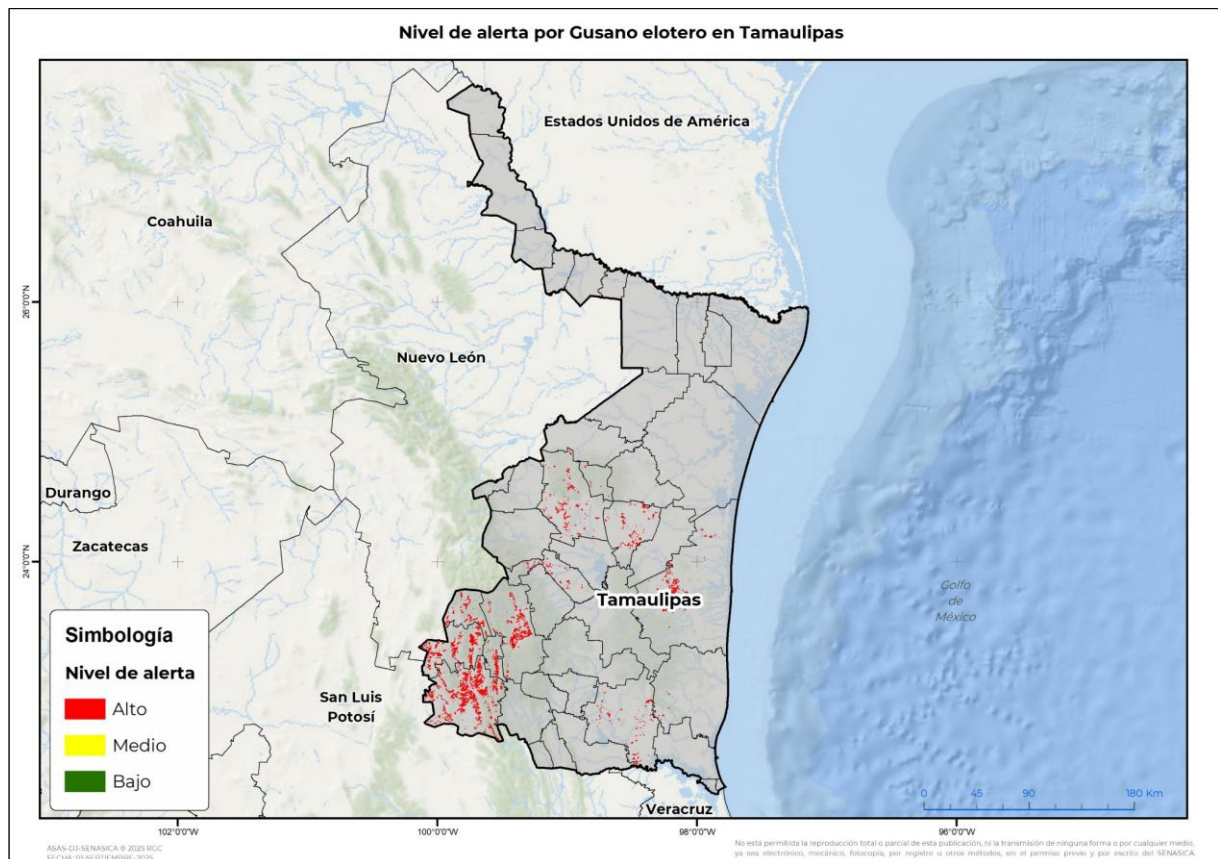 Nivel de alerta por Gusano elotero en Tamaulipas
Estados Unidos de América
Coahuila
26°0'0"N
Nuevo León
Durango
Zacatecas
24°0'0"N
Golfo
de
México
Tamaulipas
Simbología
Nivel de alerta
Alto
Medio
Bajo
San Luis
Potosí
Veracruz
0 45 90 180 Km
102°0'0"W 100°0'0"W 98°0'0"W 96°0'0"W
ASAS-DJ-SENASICA © 2025 RGC
FECHA: 01-SEPTIEMBRE-2025
No está permitida la reproducción total o parcial de esta publicación, ni la transmisión de ninguna forma o por cualquier medio,
ya sea electrónico, mecánico, fotocopia, por registro u otros métodos, sin el permiso previo y por escrito del SENASICA.